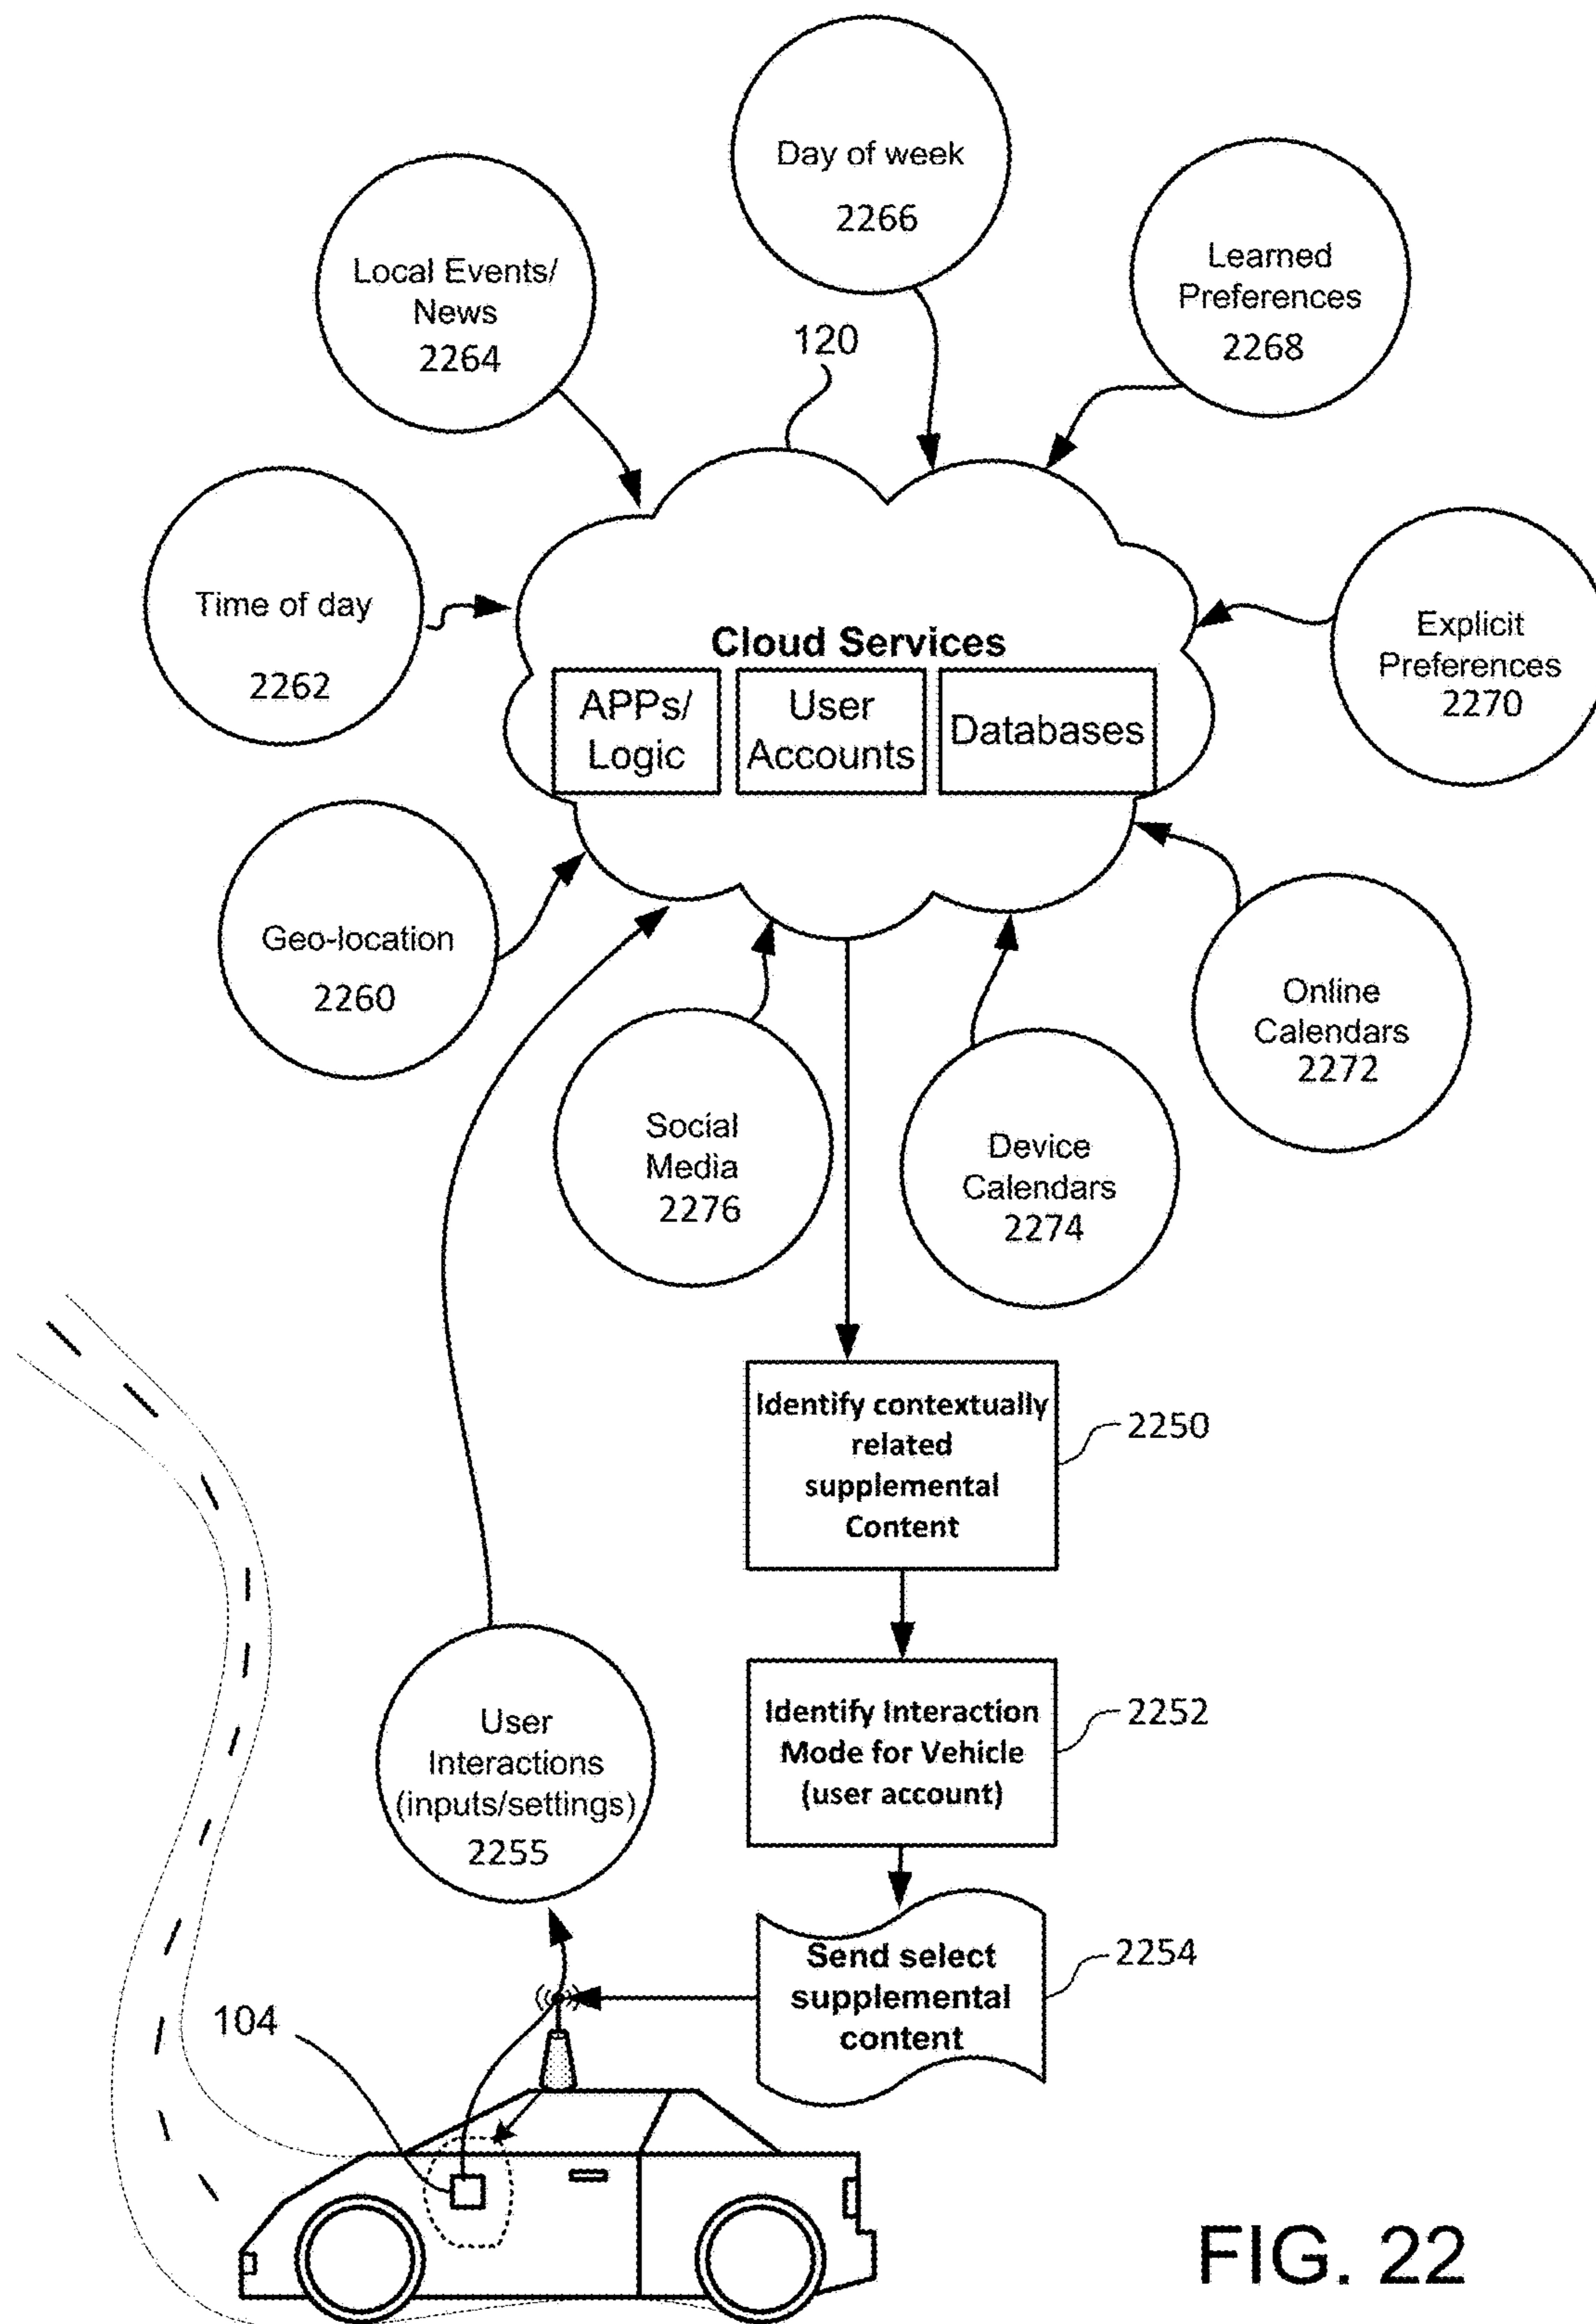 Day of week
2266
Local Events/
News
2264
Learned
Preferences
2268
120
Time of day
2262
Explicit
Preferences
2270
Cloud Services
APPs/
Logic
User
Accounts
Databases
Geo-location
2260
Online
Calendars
2272
Social
Media
2276
Device
Calendars
2274
Identify contextually
related
supplemental
Content
2250
Identify Interaction
Mode for Vehicle
(user account)
2252
User
Interactions
(inputs/settings)
2255
Send select
supplemental
content
2254
104
FIG. 22